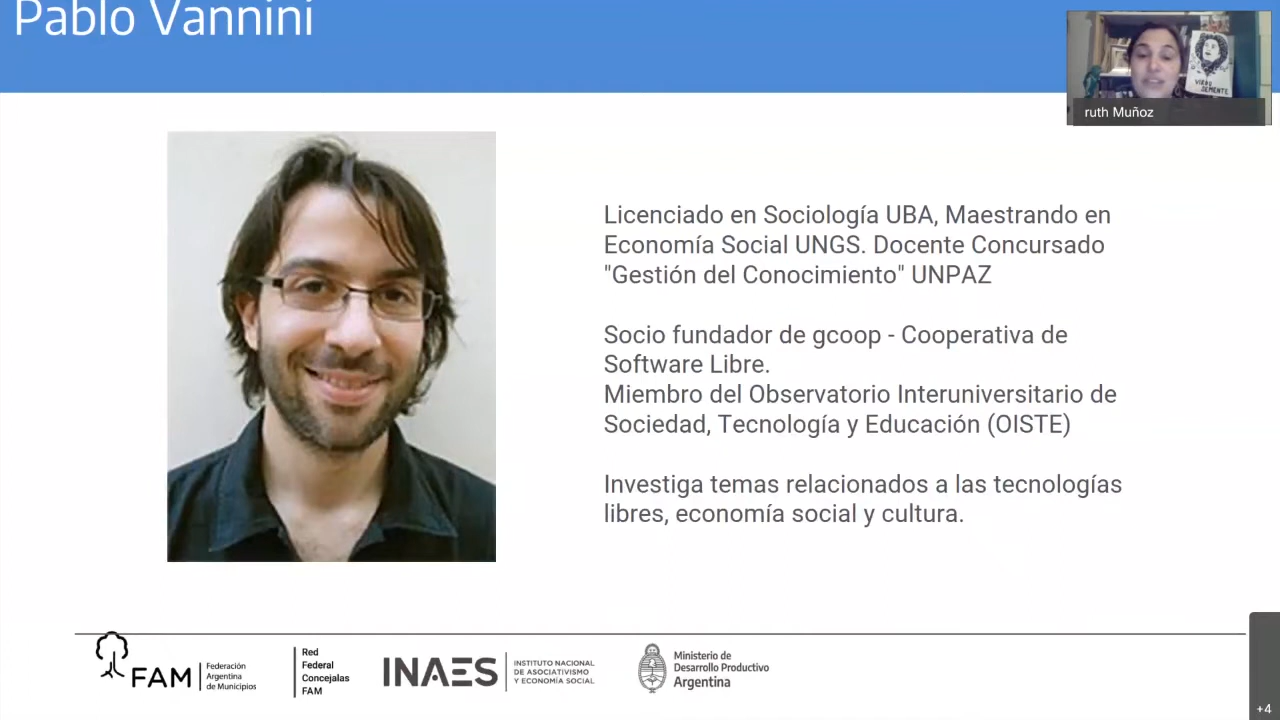 Pablo Vannini
VIRUS
DEMENTE
ruth Muñoz
Licenciado en Sociología UBA, Maestrando en
Economía Social UNGS. Docente Concursado
"Gestión del Conocimiento" UNPAZ
Socio fundador de gcoop - Cooperativa de
Software Libre.
Miembro del Observatorio Interuniversitario de
Sociedad, Tecnología y Educación (OISTE)
Investiga temas relacionados a las tecnologías
libres, economía social y cultura.
FAM
Federación
Argentina
de Municipios
Red
Federal
Concejalas
FAM
INAES
INSTITUTO NACIONAL
DE ASOCIATIVISMO
Y ECONOMÍA SOCIAL
Ministerio de
Desarrollo Productivo
Argentina
+4